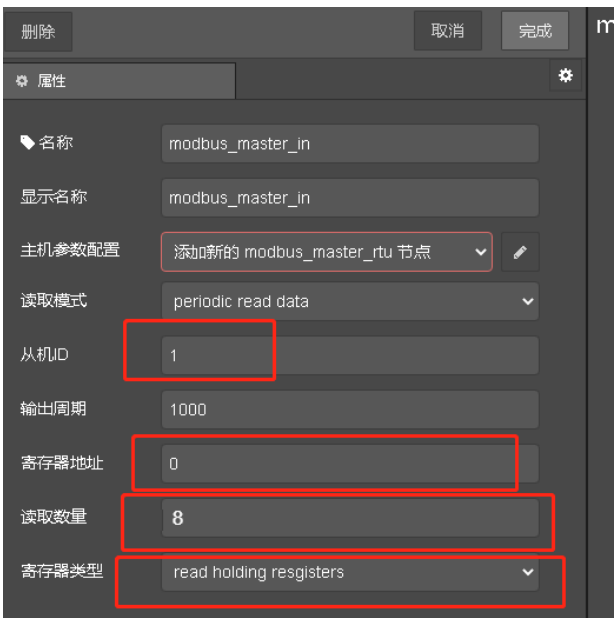 删除 取消 完成 m
属性
名称 modbus_master_in
显示名称 modbus_master_in
主机参数配置 添加新的 modbus_master_rtu 节点
读取模式 periodic read data
从机ID 1
输出周期 1000
寄存器地址 0
读取数量 8
寄存器类型 read holding resgisters